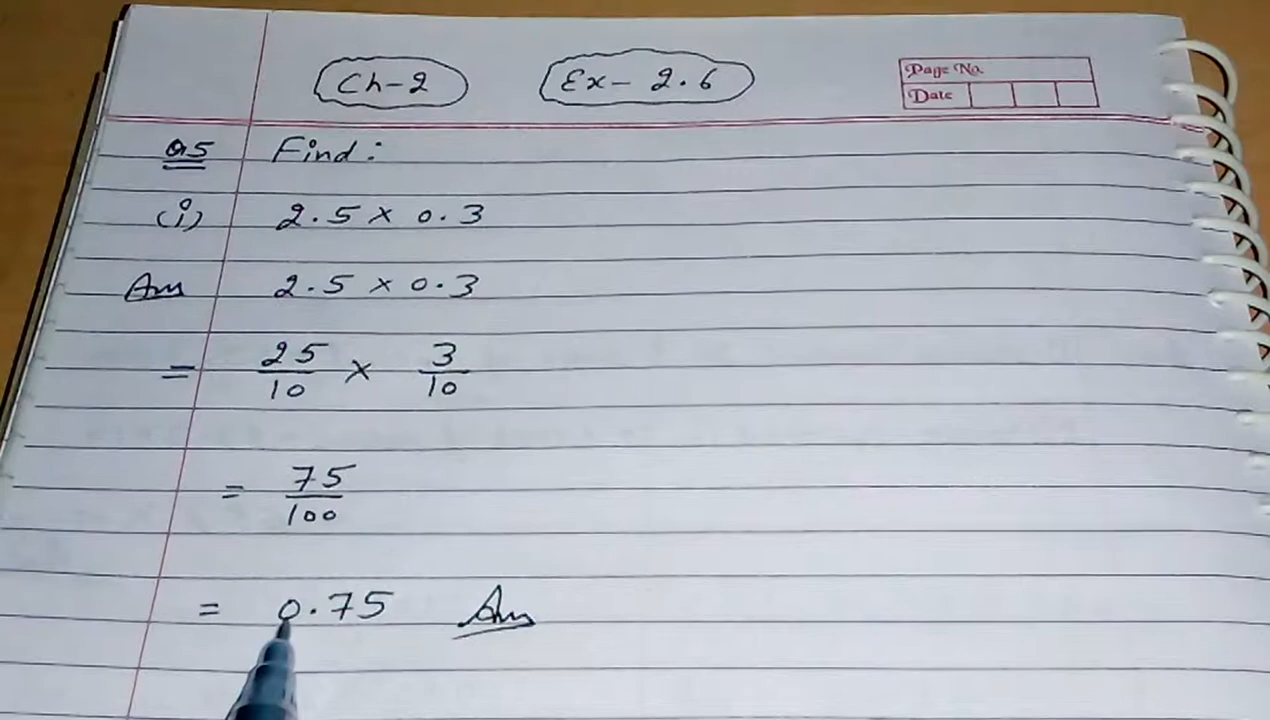 Ch-2 Ex- 2.6
Page No.
Date
Q5 Find:
(i) 2.5 × 0.3
Ans 2.5 × 0.3
= 25/10 × 3/10
= 75/100
= 0.75 Ans